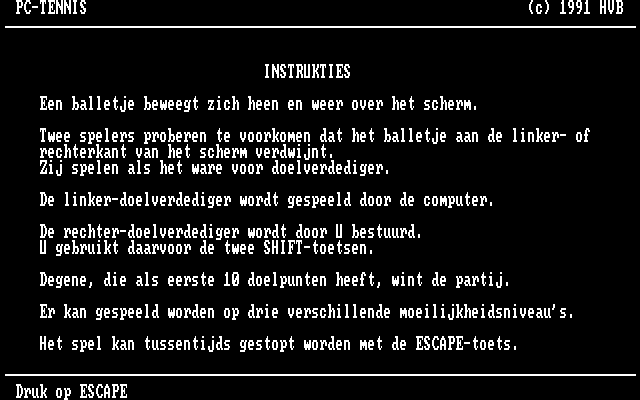 PC-TENNIS (c) 1991 HVB
INSTRUKTIES
Een balletje beweegt zich heen en weer over het scherm.
Twee spelers proberen te voorkomen dat het balletje aan de linker- of
rechterkant van het scherm verdwijnt.
Zij spelen als het ware voor doelverdediger.
De linker-doelverdediger wordt gespeeld door de computer.
De rechter-doelverdediger wordt door U bestuurd.
U gebruikt daarvoor de twee SHIFT-toetsen.
Degene, die als eerste 10 doelpunten heeft, wint de partij.
Er kan gespeeld worden op drie verschillende moeilijkheidsniveau's.
Het spel kan tussentijds gestopt worden met de ESCAPE-toets.
Druk op ESCAPE